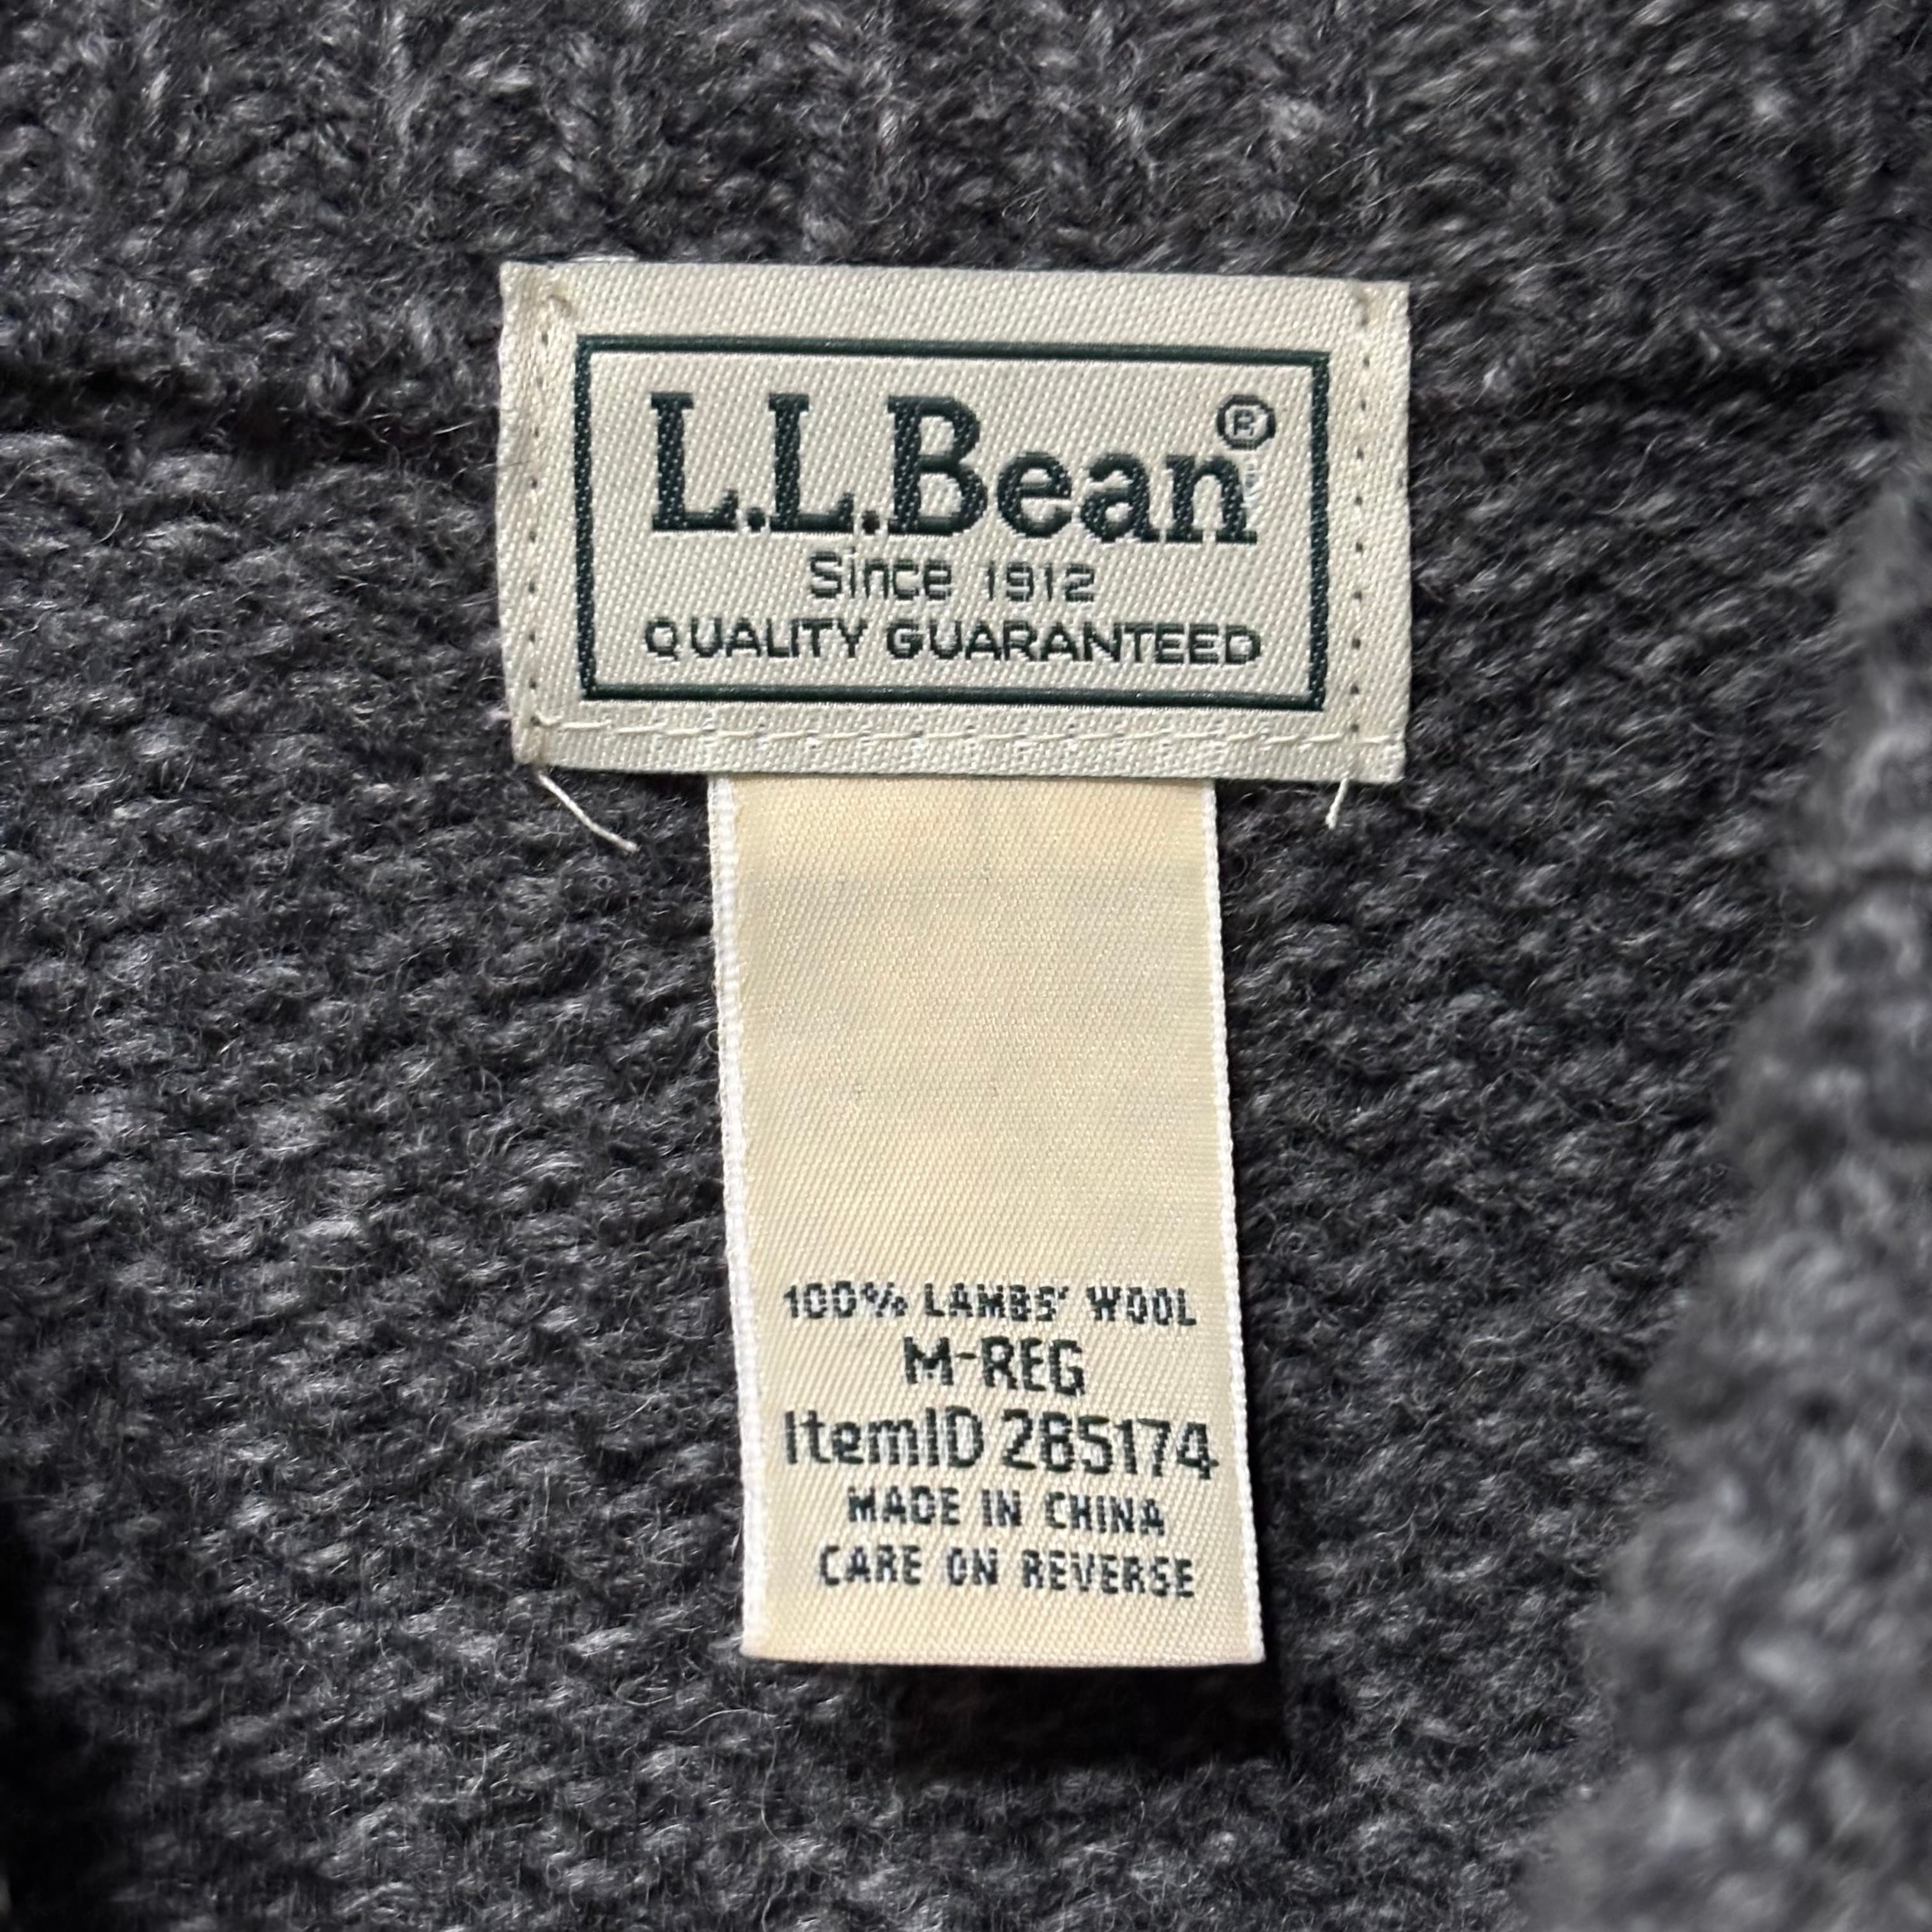 L.L.Bean®
Since 1912
QUALITY GUARANTEED
100% LAMBS' WOOL
M-REG
ItemID 285174
MADE IN CHINA
CARE ON REVERSE